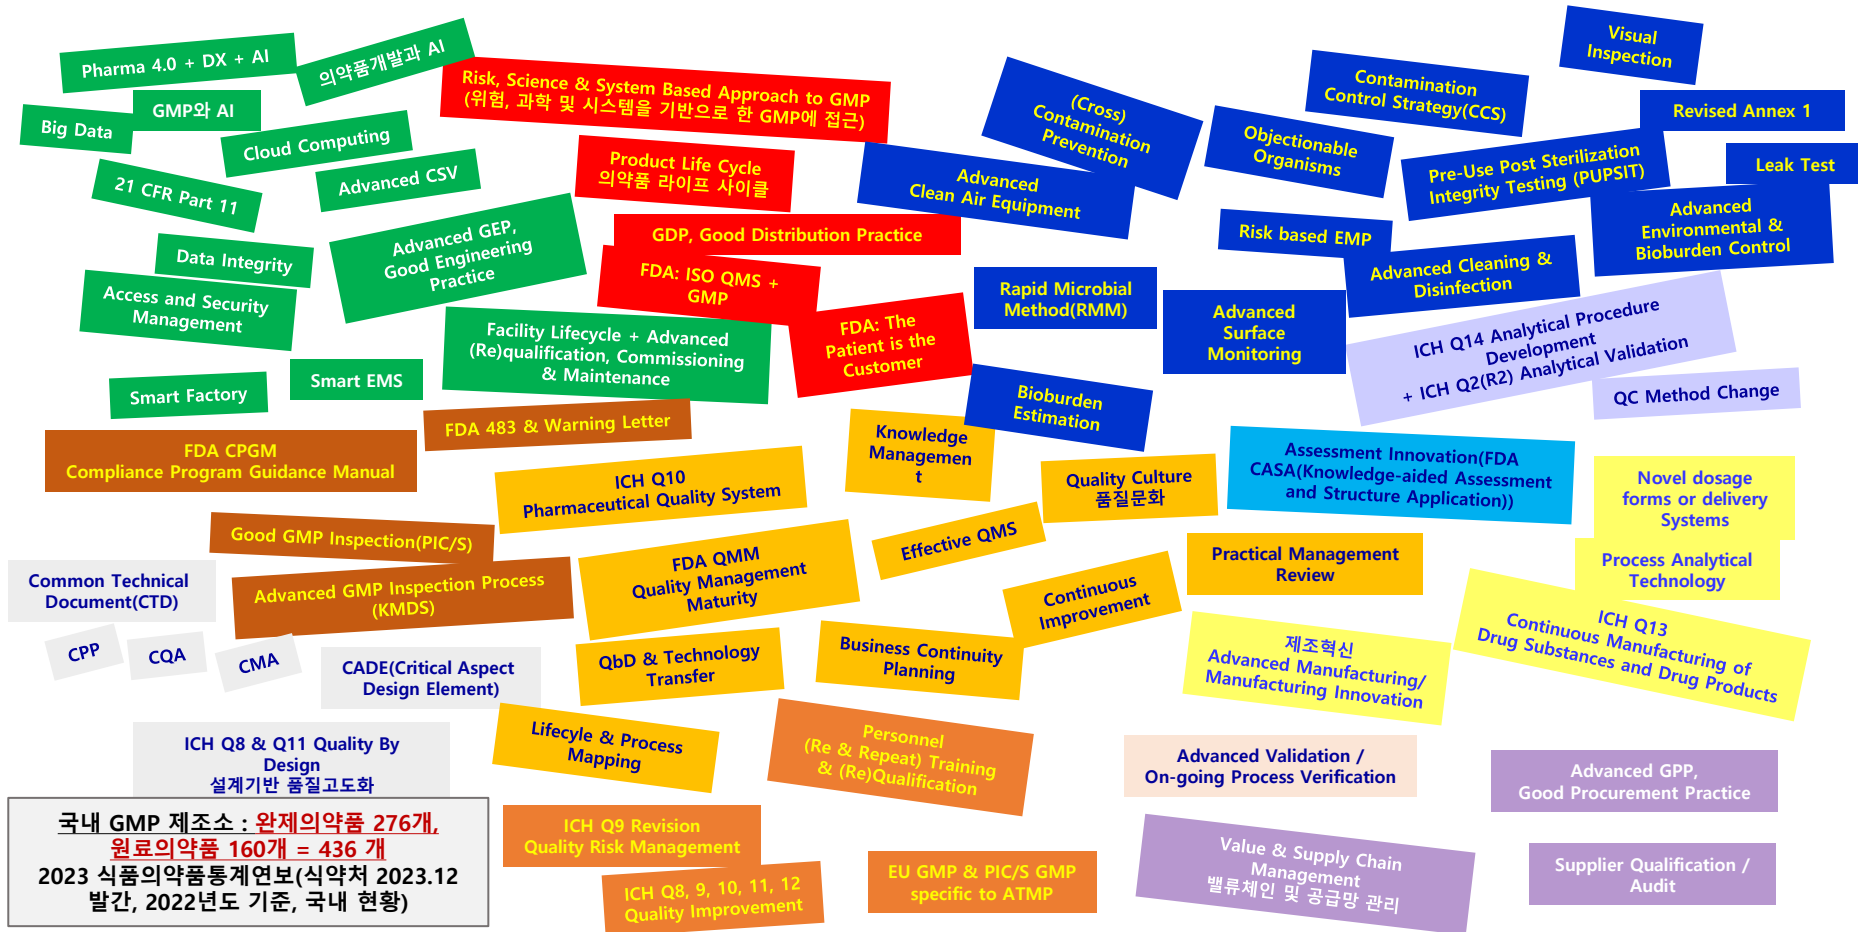 Pharma 4.0 + DX + AI
의약품개발과 AI
GMP와 AI
Big Data
Cloud Computing
21 CFR Part 11
Advanced CSV
Data Integrity
Advanced GEP,
Good Engineering
Practice
Access and Security
Management
Facility Lifecycle + Advanced
(Re)qualification, Commissioning
& Maintenance
Smart EMS
Smart Factory
Risk, Science & System Based Approach to GMP
(위험, 과학 및 시스템을 기반으로 한 GMP에 접근)
Product Life Cycle
의약품 라이프 사이클
GDP, Good Distribution Practice
FDA: ISO QMS +
GMP
FDA: The
Patient is the
Customer
(Cross)
Contamination
Prevention
Advanced
Clean Air Equipment
Objectionable
Organisms
Contamination
Control Strategy(CCS)
Visual
Inspection
Revised Annex 1
Pre-Use Post Sterilization
Integrity Testing (PUPSIT)
Leak Test
Advanced
Environmental &
Bioburden Control
Risk based EMP
Advanced Cleaning &
Disinfection
Rapid Microbial
Method(RMM)
Advanced
Surface
Monitoring
Bioburden
Estimation
ICH Q14 Analytical Procedure
Development
+ ICH Q2(R2) Analytical Validation
QC Method Change
FDA CPGM
Compliance Program Guidance Manual
FDA 483 & Warning Letter
Good GMP Inspection(PIC/S)
Advanced GMP Inspection Process
(KMDS)
ICH Q10
Pharmaceutical Quality System
Knowledge
Managemen
t
Quality Culture
품질문화
Effective QMS
FDA QMM
Quality Management
Maturity
Continuous
Improvement
Practical Management
Review
QbD & Technology
Transfer
Business Continuity
Planning
Lifecyle & Process
Mapping
Assessment Innovation(FDA
CASA(Knowledge-aided Assessment
and Structure Application))
Novel dosage
forms or delivery
Systems
Process Analytical
Technology
ICH Q13
Continuous Manufacturing of
Drug Substances and Drug Products
제조혁신
Advanced Manufacturing/
Manufacturing Innovation
Common Technical
Document(CTD)
CPP
CQA
CMA
CADE(Critical Aspect
Design Element)
ICH Q8 & Q11 Quality By
Design
설계기반 품질고도화
Personnel
(Re & Repeat) Training
& (Re)Qualification
ICH Q9 Revision
Quality Risk Management
ICH Q8, 9, 10, 11, 12
Quality Improvement
EU GMP & PIC/S GMP
specific to ATMP
Advanced Validation /
On-going Process Verification
Advanced GPP,
Good Procurement Practice
Value & Supply Chain
Management
밸류체인 및 공급망 관리
Supplier Qualification /
Audit
국내 GMP 제조소 : 완제의약품 276개,
원료의약품 160개 = 436 개
2023 식품의약품통계연보(식약처 2023.12
발간, 2022년도 기준, 국내 현황)